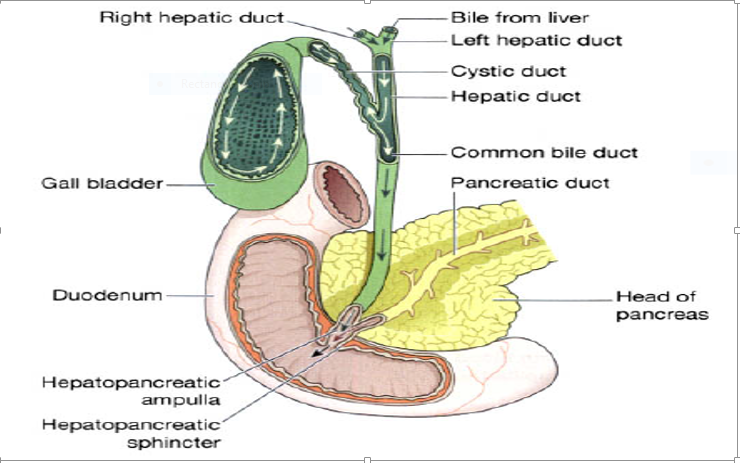 Right hepatic duct
Bile from liver
Left hepatic duct
Cystic duct
Hepatic duct
Common bile duct
Gall bladder
Pancreatic duct
Duodenum
Head of
pancreas
Hepatopancreatic
ampulla
Hepatopancreatic
sphincter